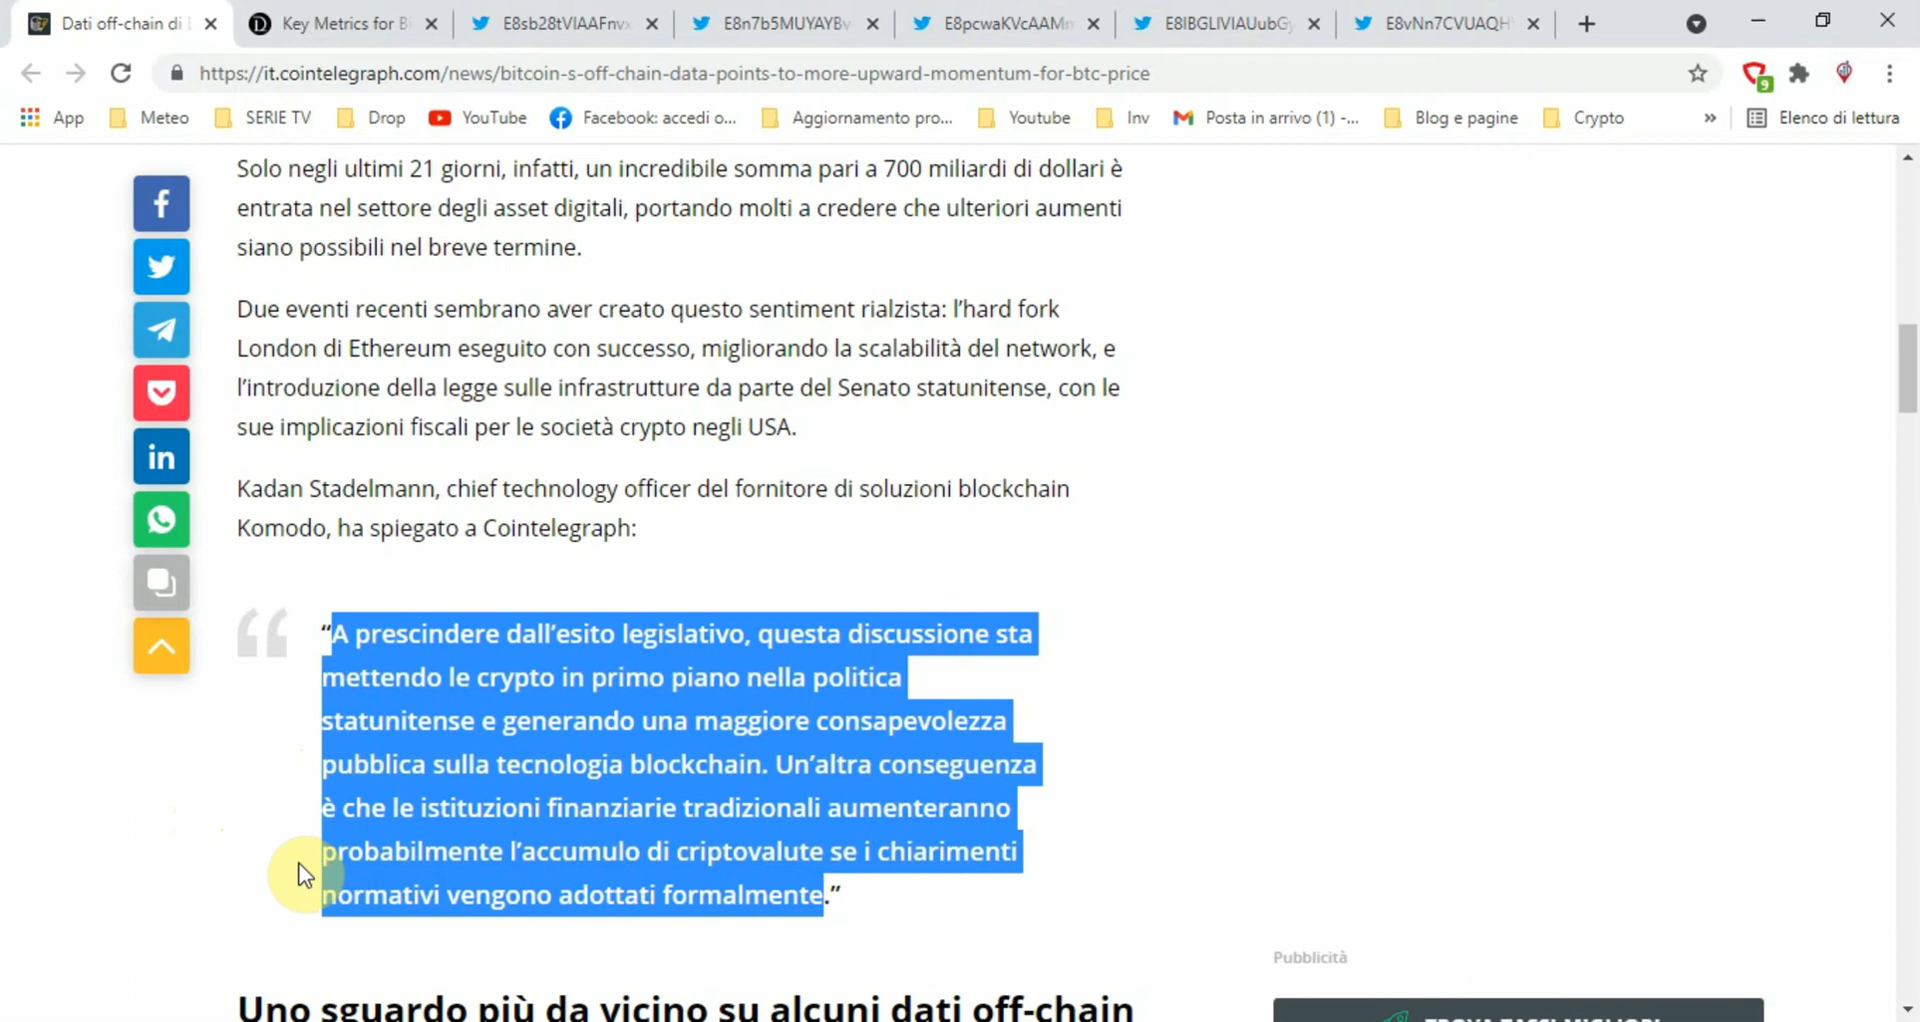 Dati off-chain di
Key Metrics for Bi
E8sb28tVIAAFnvx
E8n7b5MUYAYBv
E8pcwaKVcAAMn
E8IBGLIVIAUubGy
E8vNn7CVUAQH
https://it.cointelegraph.com/news/bitcoin-s-off-chain-data-points-to-more-upward-momentum-for-btc-price
9
App
Meteo
SERIE TV
Drop
YouTube
Facebook: accedi o...
Aggiornamento pro...
Youtube
Inv
Posta in arrivo (1) -...
Blog e pagine
Crypto
»
Elenco di lettura
Solo negli ultimi 21 giorni, infatti, un incredibile somma pari a 700 miliardi di dollari è
entrata nel settore degli asset digitali, portando molti a credere che ulteriori aumenti
siano possibili nel breve termine.
Due eventi recenti sembrano aver creato questo sentiment rialzista: l’hard fork
London di Ethereum eseguito con successo, migliorando la scalabilità del network, e
l’introduzione della legge sulle infrastrutture da parte del Senato statunitense, con le
sue implicazioni fiscali per le società crypto negli USA.
Kadan Stadelmann, chief technology officer del fornitore di soluzioni blockchain
Komodo, ha spiegato a Cointelegraph:
“A prescindere dall’esito legislativo, questa discussione sta
mettendo le crypto in primo piano nella politica
statunitense e generando una maggiore consapevolezza
pubblica sulla tecnologia blockchain. Un’altra conseguenza
è che le istituzioni finanziarie tradizionali aumenteranno
probabilmente l’accumulo di criptovalute se i chiarimenti
normativi vengono adottati formalmente.”
Pubblicità
Uno sguardo più da vicino su alcuni dati off-chain
TROVA TASSI MIGLIORI